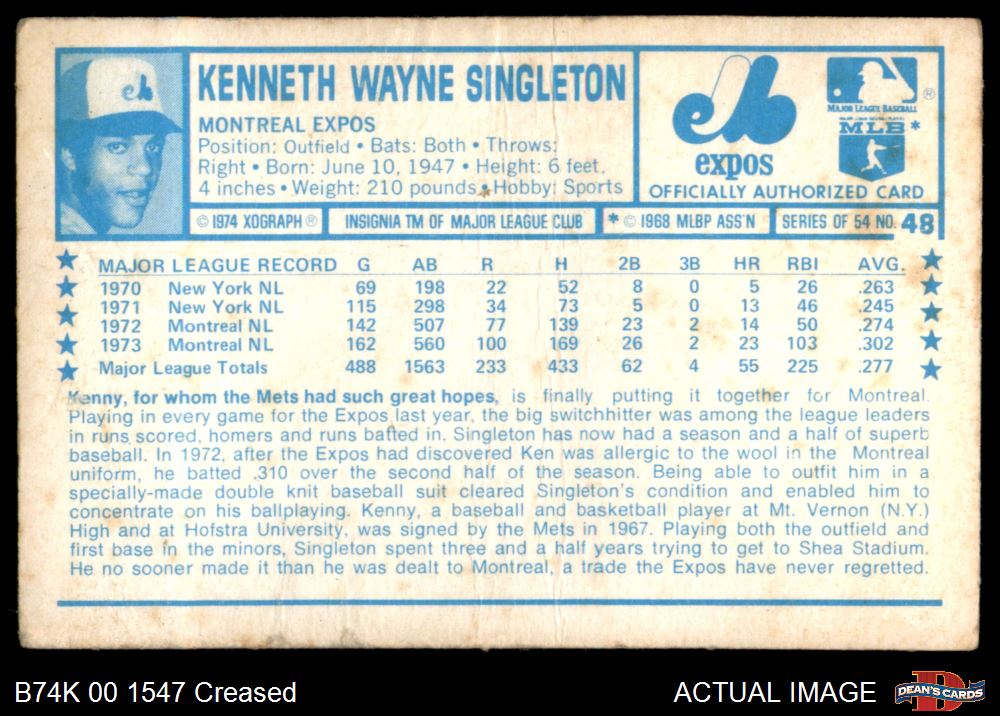 KENNETH WAYNE SINGLETON
MONTREAL EXPOS
Position: Outfield • Bats: Both • Throws:
Right • Born: June 10, 1947 • Height: 6 feet,
4 inches • Weight: 210 pounds • Hobby: Sports
eb
expos
MAJOR LEAGUE BASEBALL
®
MLB*
OFFICIALLY AUTHORIZED CARD
© 1974 XOGRAPH ® INSIGNIA TM OF MAJOR LEAGUE CLUB * © 1968 MLBP ASS'N SERIES OF 54 NO. 48
MAJOR LEAGUE RECORD G AB R H 2B 3B HR RBI AVG.
1970 New York NL 69 198 22 52 8 0 5 26 .263
1971 New York NL 115 298 34 73 5 0 13 46 .245
1972 Montreal NL 142 507 77 139 23 2 14 50 .274
1973 Montreal NL 162 560 100 169 26 2 23 103 .302
Major League Totals 488 1563 233 433 62 4 55 225 .277
Kenny, for whom the Mets had such great hopes, is finally putting it together for Montreal.
Playing in every game for the Expos last year, the big switchhitter was among the league leaders
in runs scored, homers and runs batted in. Singleton has now had a season and a half of superb
baseball. In 1972, after the Expos had discovered Ken was allergic to the wool in the Montreal
uniform, he batted .310 over the second half of the season. Being able to outfit him in a
specially-made double knit baseball suit cleared Singleton's condition and enabled him to
concentrate on his ballplaying. Kenny, a baseball and basketball player at Mt. Vernon (N.Y.)
High and at Hofstra University, was signed by the Mets in 1967. Playing both the outfield and
first base in the minors, Singleton spent three and a half years trying to get to Shea Stadium.
He no sooner made it than he was dealt to Montreal, a trade the Expos have never regretted.
B74K 00 1547 Creased
ACTUAL IMAGE
DEAN'S CARDS